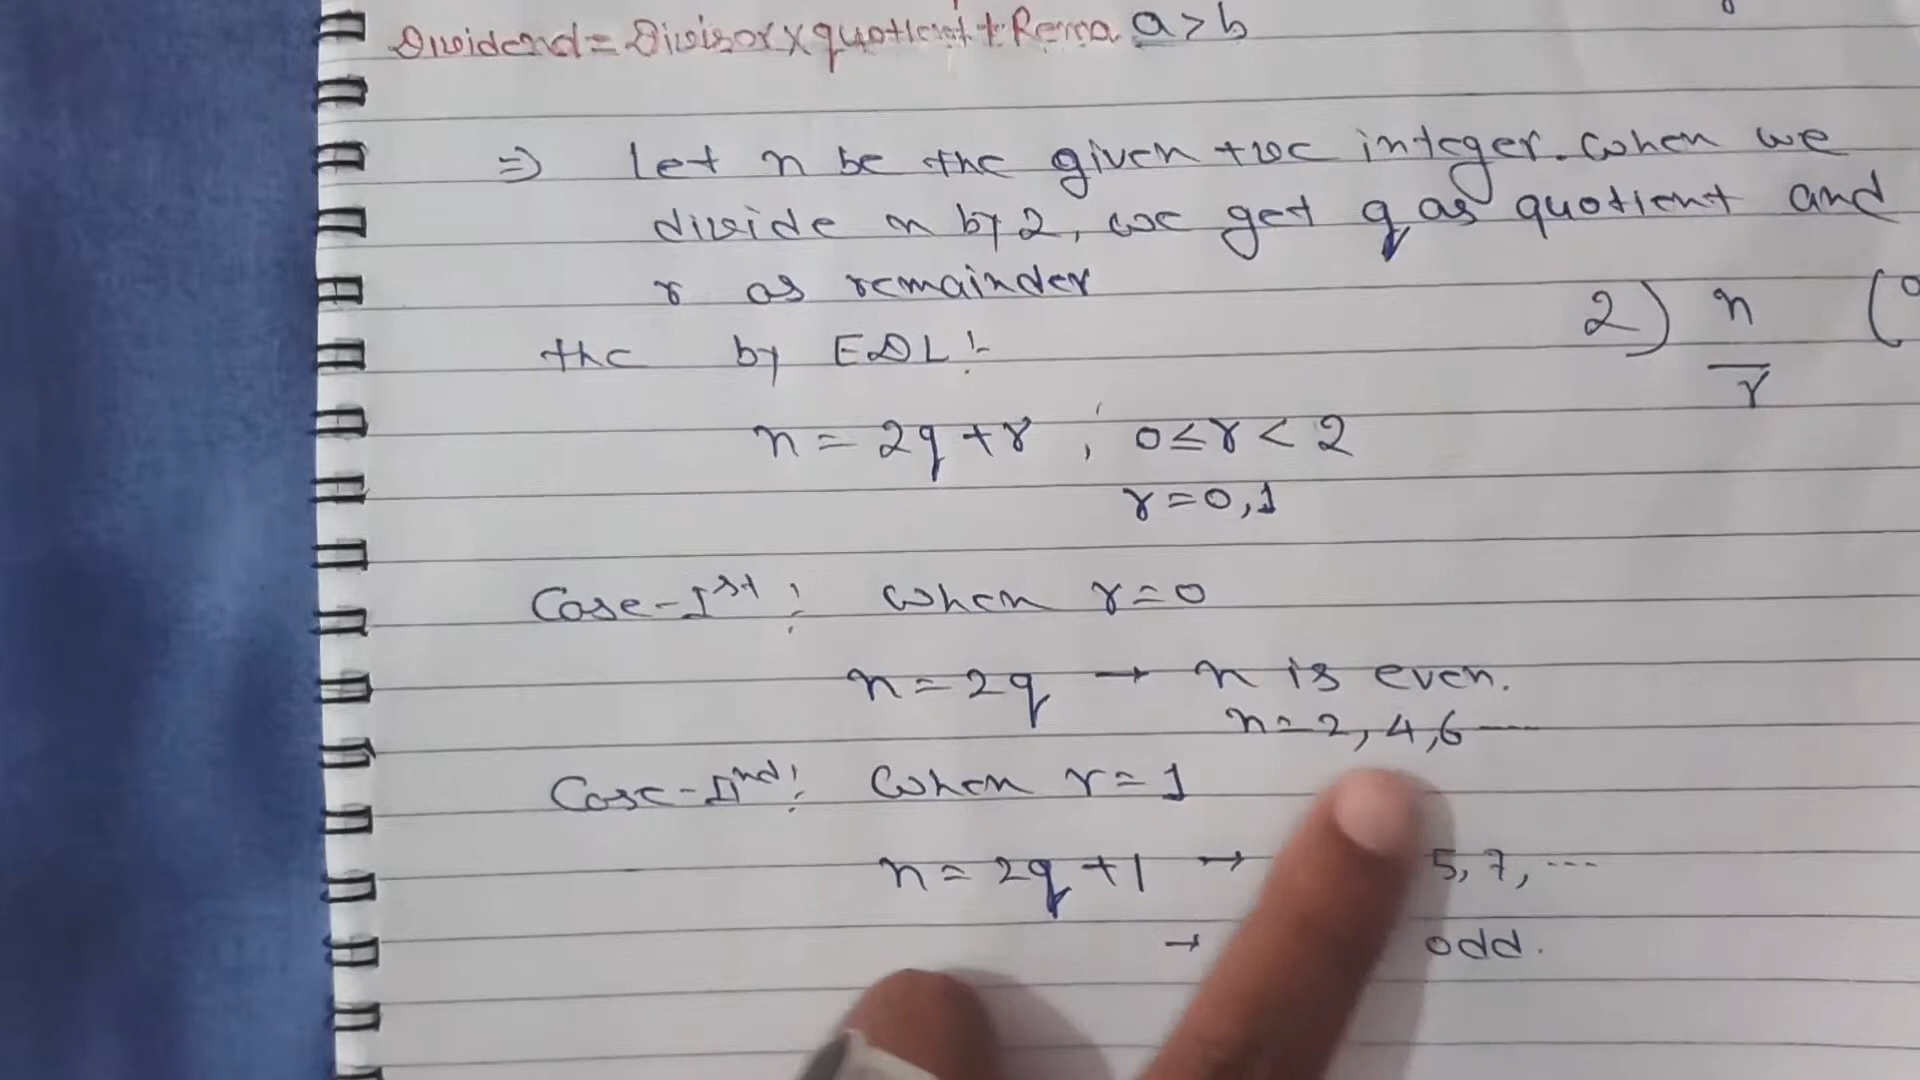 Dividend = Divisor × quotient + Rema a > b
⇒ Let n be the given +ve integer. When we
divide n by 2, we get q as quotient and
r as remainder
the by EDL :-
2) n (
r
n = 2q + r , 0 ≤ r < 2
r = 0, 1
Case - Ist : When r = 0
n = 2q → n is even.
n = 2, 4, 6 ----
Case - IInd : When r = 1
n = 2q + 1 → 5, 7, ---
→ odd.